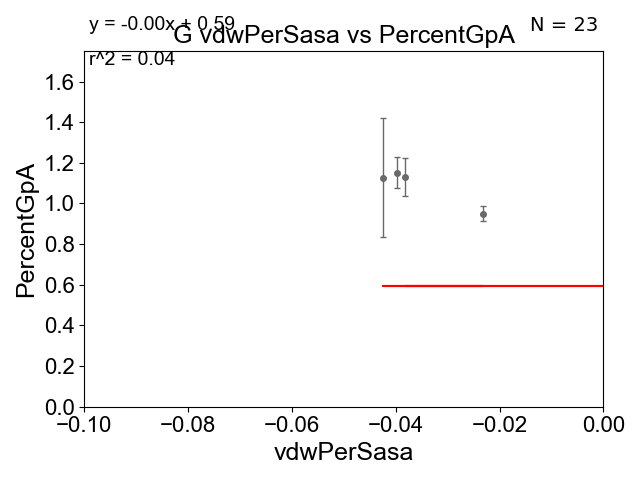 y = -0.00x + 0.59
G vdwPerSasa vs PercentGpA
N = 23
r^2 = 0.04
PercentGpA
1.6
1.4
1.2
1.0
0.8
0.6
0.4
0.2
0.0
−0.10
−0.08
−0.06
−0.04
−0.02
0.00
vdwPerSasa